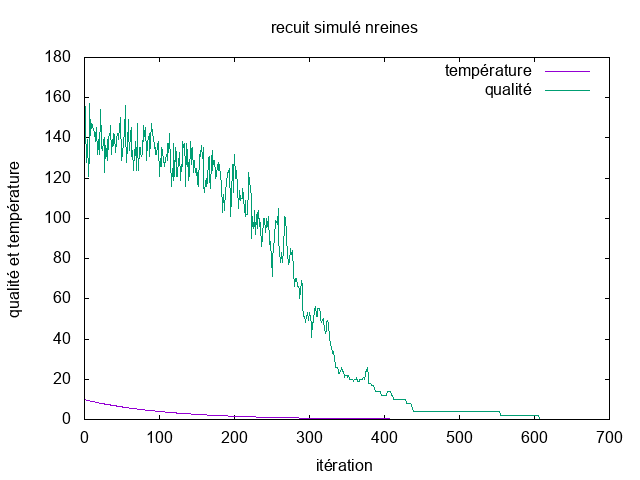 recuit simulé nreines
180
160
140
120
100
80
60
40
20
0
0 100 200 300 400 500 600 700
qualité et température
itération
température
qualité